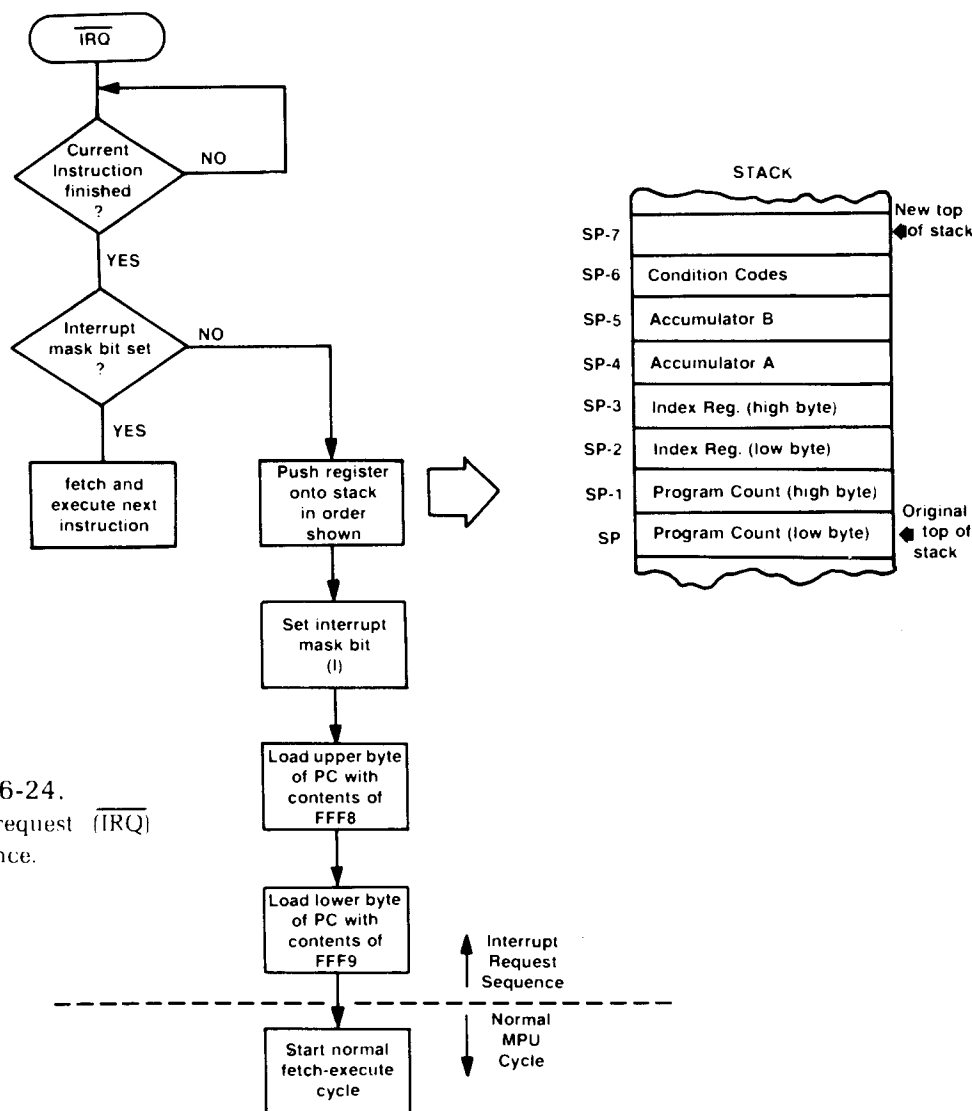 IRQ
Current
Instruction
finished
?
NO
YES
Interrupt
mask bit set
?
NO
YES
fetch and
execute next
instruction
Push register
onto stack
in order
shown
Set interrupt
mask bit
(I)
Load upper byte
of PC with
contents of
FFF8
Load lower byte
of PC with
contents of
FFF9
Interrupt
Request
Sequence
Normal
MPU
Cycle
Start normal
fetch-execute
cycle
STACK
New top
of stack
SP-7
SP-6 Condition Codes
SP-5 Accumulator B
SP-4 Accumulator A
SP-3 Index Reg. (high byte)
SP-2 Index Reg. (low byte)
SP-1 Program Count (high byte)
SP Program Count (low byte)
Original
top of
stack
6-24.
request (IRQ)
nce.